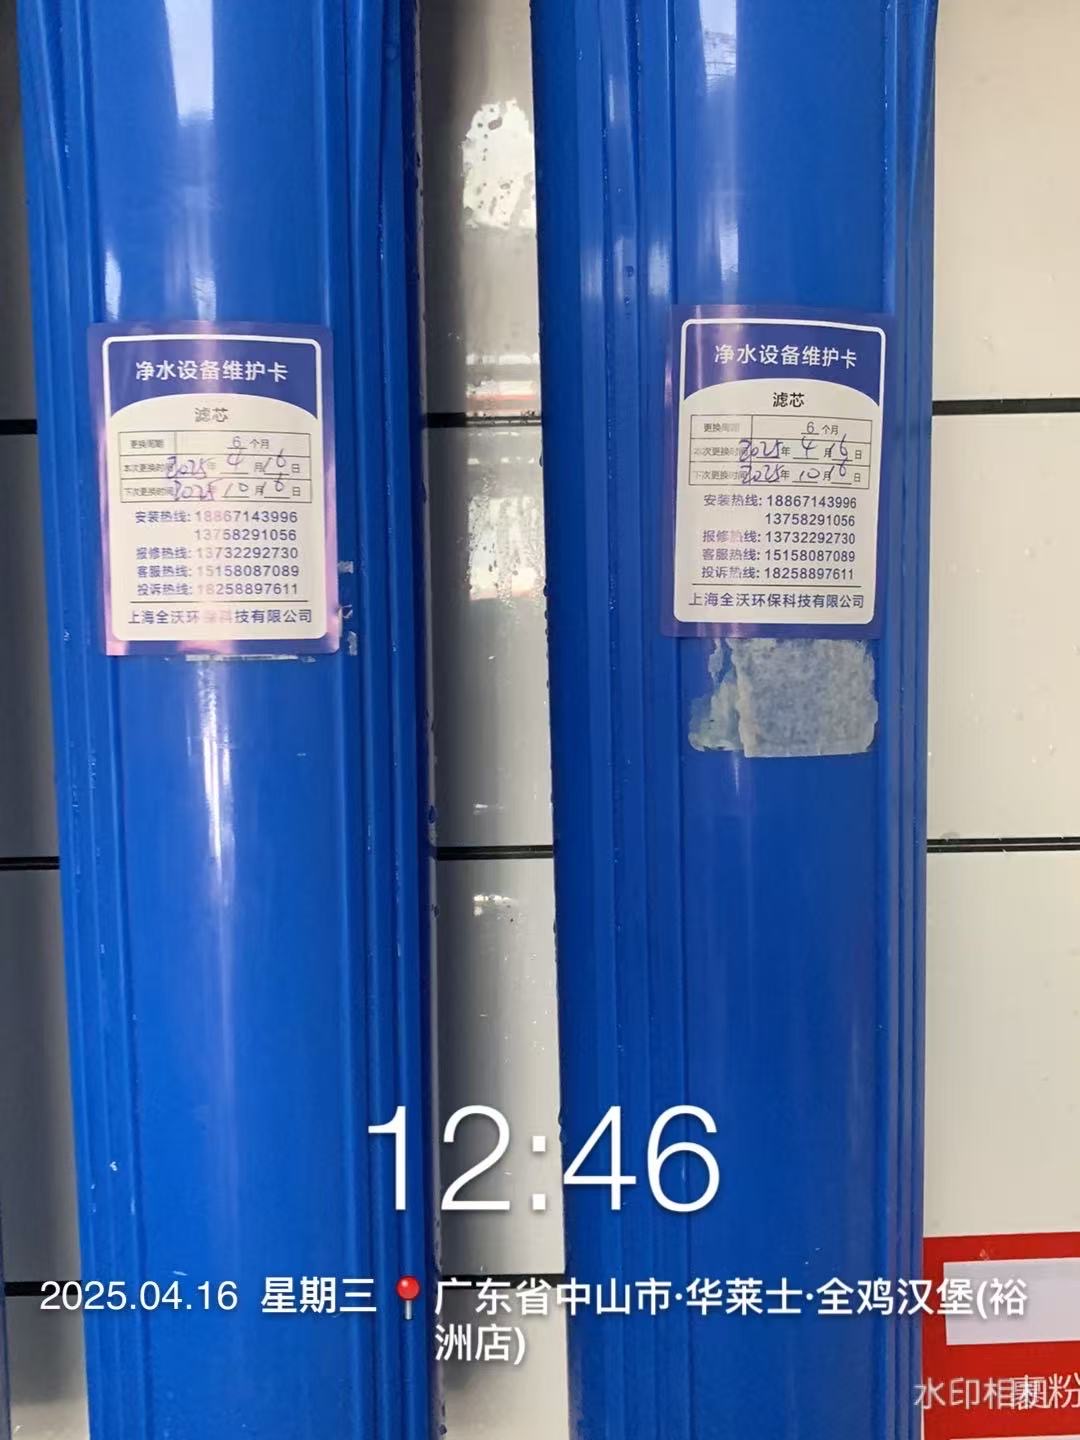 净水设备维护卡
滤芯
更换周期 6 个月
本次更换时间 2025 年 4 月 16 日
下次更换时间 2025 年 10 月 16 日
安装热线: 18867143996
13758291056
报修热线: 13732292730
客服热线: 15158087089
投诉热线: 18258897611
上海全沃环保科技有限公司
净水设备维护卡
滤芯
更换周期 6 个月
本次更换时间 2025 年 4 月 16 日
下次更换时间 2025 年 10 月 16 日
安装热线: 18867143996
13758291056
报修热线: 13732292730
客服热线: 15158087089
投诉热线: 18258897611
上海全沃环保科技有限公司
12:46
2025.04.16 星期三 广东省中山市·华莱士·全鸡汉堡(裕
洲店)
水印相机
粉